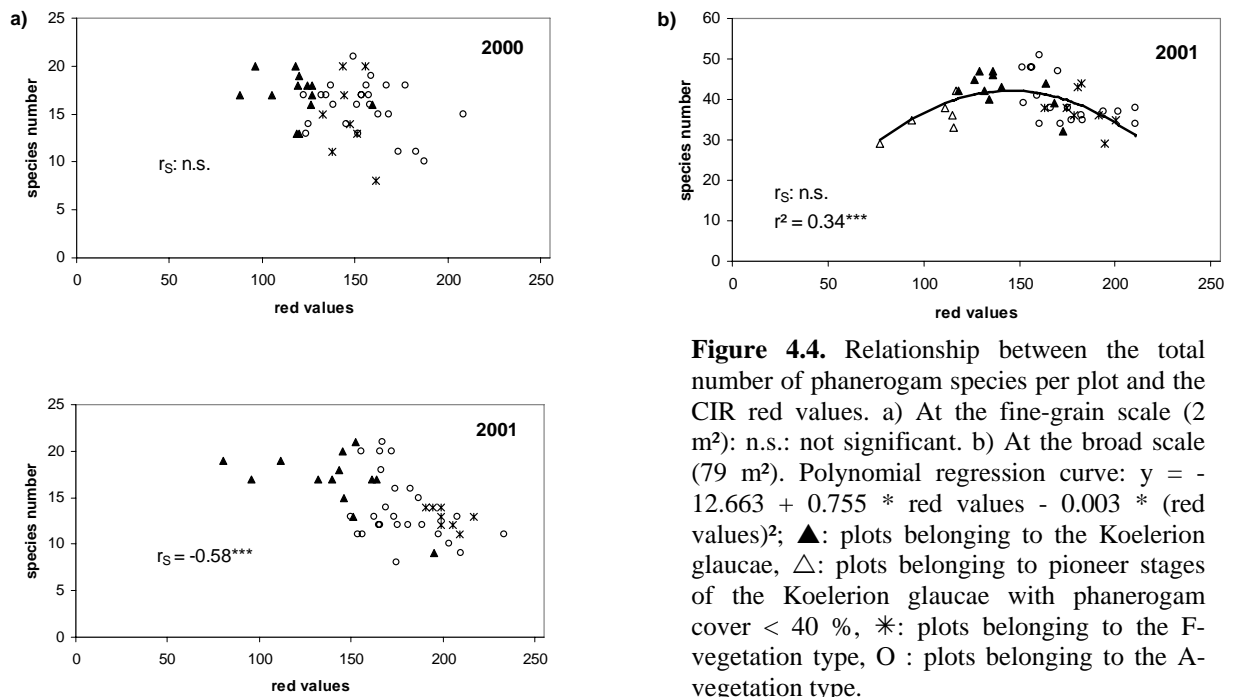 a)
25
20
15
10
5
0
species number
2000
rS: n.s.
0 50 100 150 200 250
red values
25
20
15
10
5
0
species number
2001
rS = -0.58***
0 50 100 150 200 250
red values
b)
60
50
40
30
20
10
0
species number
2001
rS: n.s.
r² = 0.34***
50 100 150 200 250
red values
Figure 4.4. Relationship between the total
number of phanerogam species per plot and the
CIR red values. a) At the fine-grain scale (2
m²): n.s.: not significant. b) At the broad scale
(79 m²). Polynomial regression curve: y = -
12.663 + 0.755 * red values - 0.003 * (red
values)²; ▲: plots belonging to the Koelerion
glaucae, △: plots belonging to pioneer stages
of the Koelerion glaucae with phanerogam
cover < 40 %, ✳: plots belonging to the F-
vegetation type, O : plots belonging to the A-
vegetation type.